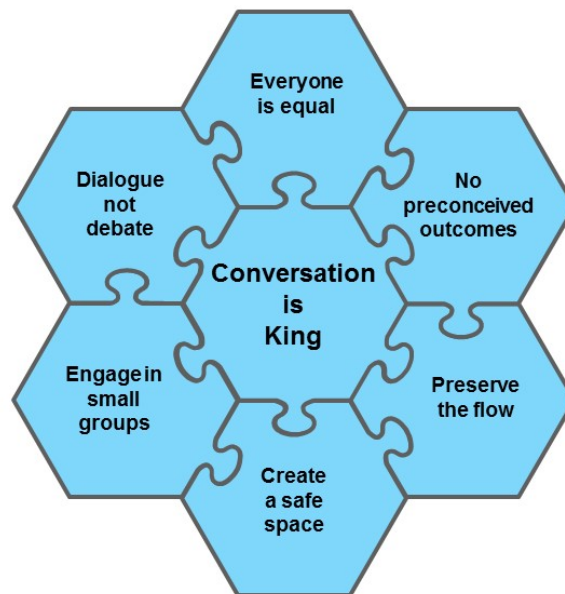 Everyone
is equal
Dialogue
not
debate
No
preconceived
outcomes
Conversation
is
King
Engage in
small
groups
Preserve
the flow
Create
a safe
space